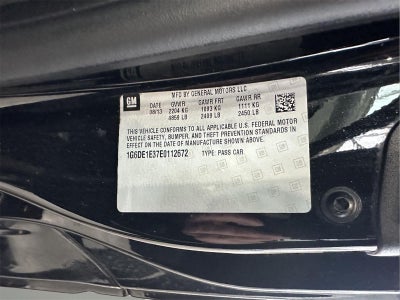 GM
MFD BY GENERAL MOTORS LLC
DATE GVWR GAWR FRT GAWR RR
08/13 2204 KG 1093 KG 1111 KG
4859 LB 2409 LB 2450 LB
THIS VEHICLE CONFORMS TO ALL APPLICABLE U.S. FEDERAL MOTOR
VEHICLE SAFETY, BUMPER, AND THEFT PREVENTION STANDARDS IN
EFFECT ON THE DATE OF MANUFACTURE SHOWN ABOVE.
1G6DE1E37E0112672 TYPE: PASS CAR